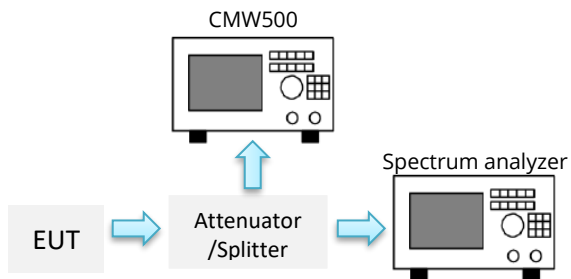 CMW500
Spectrum analyzer
EUT
Attenuator
/Splitter